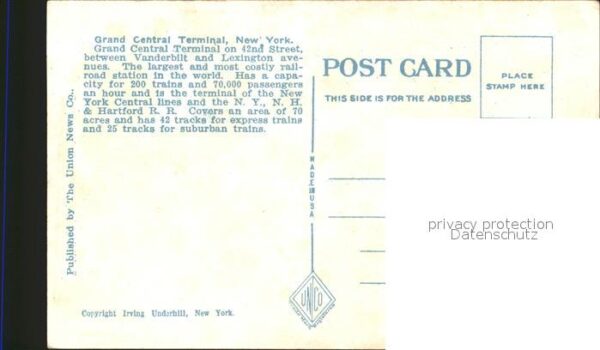 Grand Central Terminal, New York.
Grand Central Terminal on 42nd Street,
between Vanderbilt and Lexington ave-
nues. The largest and most costly rail-
road station in the world. Has a capa-
city for 200 trains and 70,000 passengers
an hour and is the terminal of the New
York Central lines and the N. Y., N. H.
& Hartford R. R. Covers an area of 70
acres and has 42 tracks for express trains
and 25 tracks for suburban trains.
Published by The Union News Co.,
Copyright Irving Underhill, New York.
MADE IN USA
UNCO
POST CARD
THIS SIDE IS FOR THE ADDRESS
PLACE
STAMP HERE
privacy protection
Datenschutz